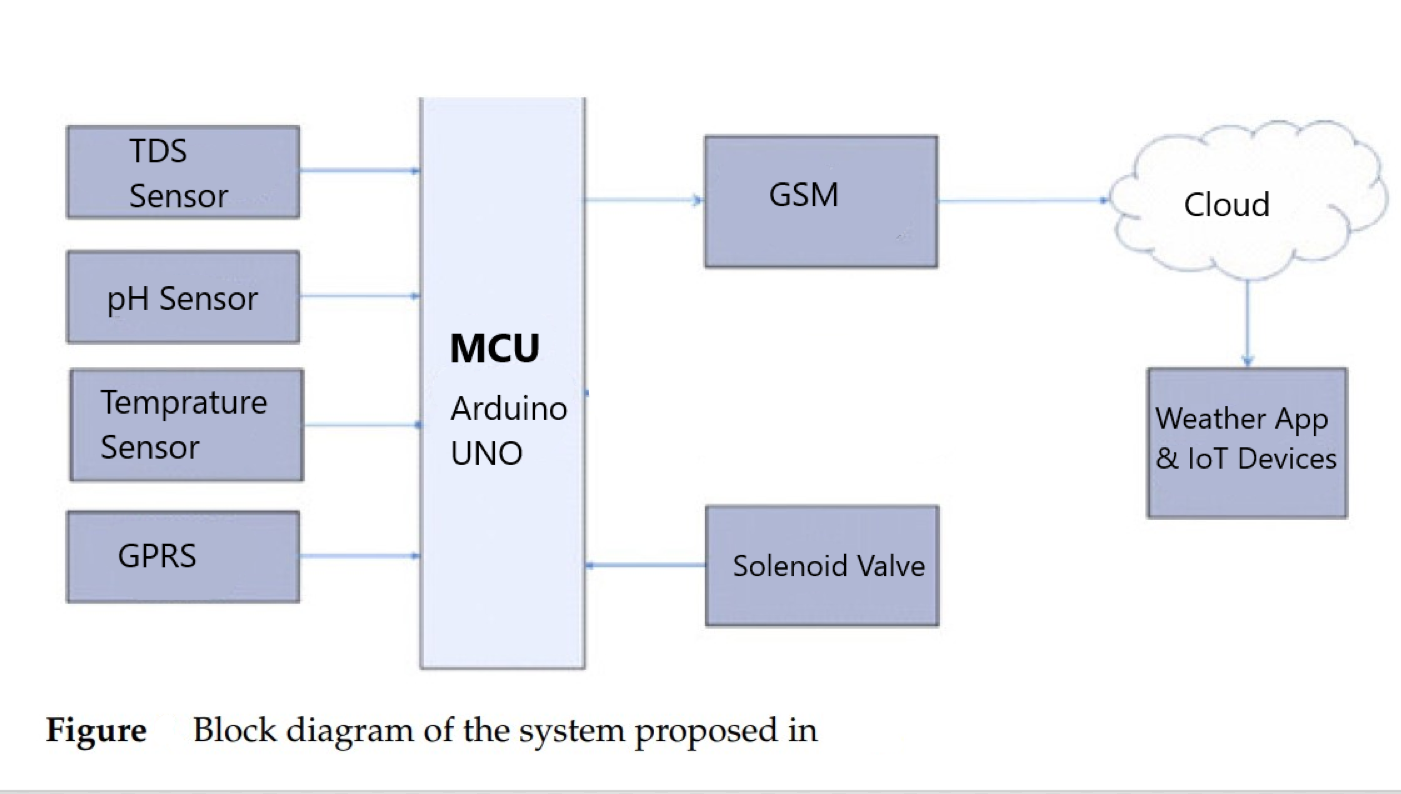 TDS
Sensor
pH Sensor
Temprature
Sensor
GPRS
MCU
Arduino
UNO
GSM
Solenoid Valve
Cloud
Weather App
& IoT Devices
Figure Block diagram of the system proposed in